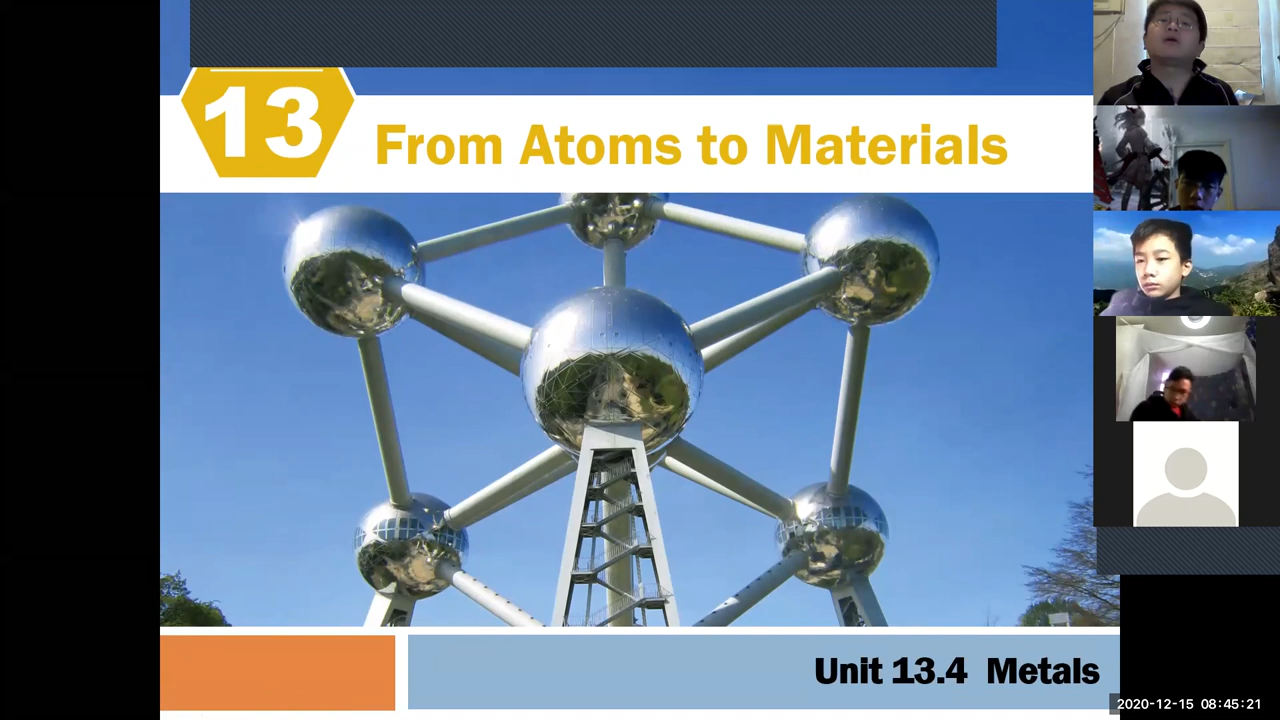 13
From Atoms to Materials
Unit 13.4 Metals
2020-12-15 08:45:21